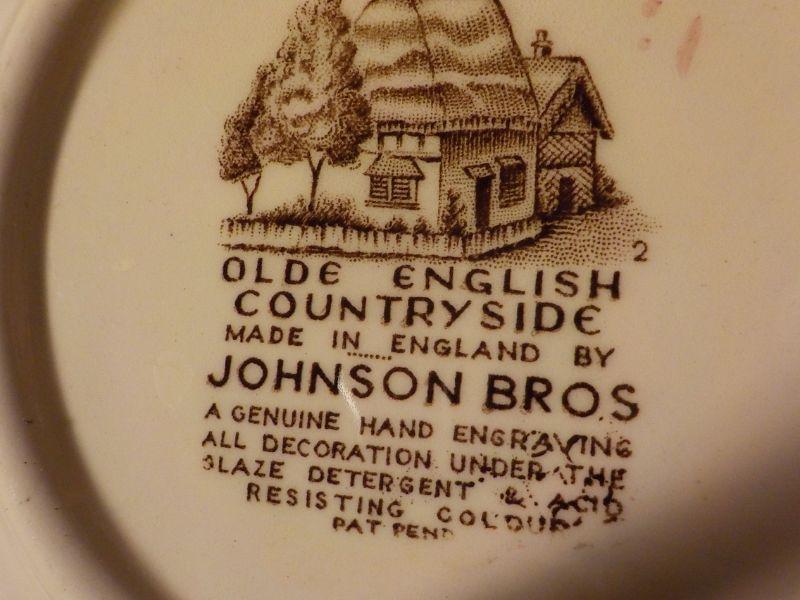 2
OLDE ENGLISH
COUNTRYSIDE
MADE IN ENGLAND BY
JOHNSON BROS
A GENUINE HAND ENGRAVING
ALL DECORATION UNDER THE
GLAZE DETERGENT & ACID
RESISTING COLOUR
PAT PEND